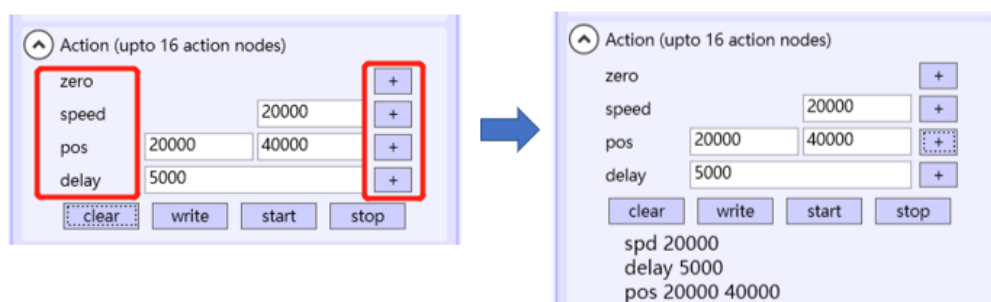 Action (upto 16 action nodes)
zero +
speed 20000 +
pos 20000 40000 +
delay 5000 +
clear write start stop
Action (upto 16 action nodes)
zero +
speed 20000 +
pos 20000 40000 +
delay 5000 +
clear write start stop
spd 20000
delay 5000
pos 20000 40000